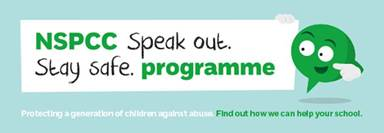 NSPCC Speak out.
Stay safe. programme
Protecting a generation of children against abuse. Find out how we can help your school.